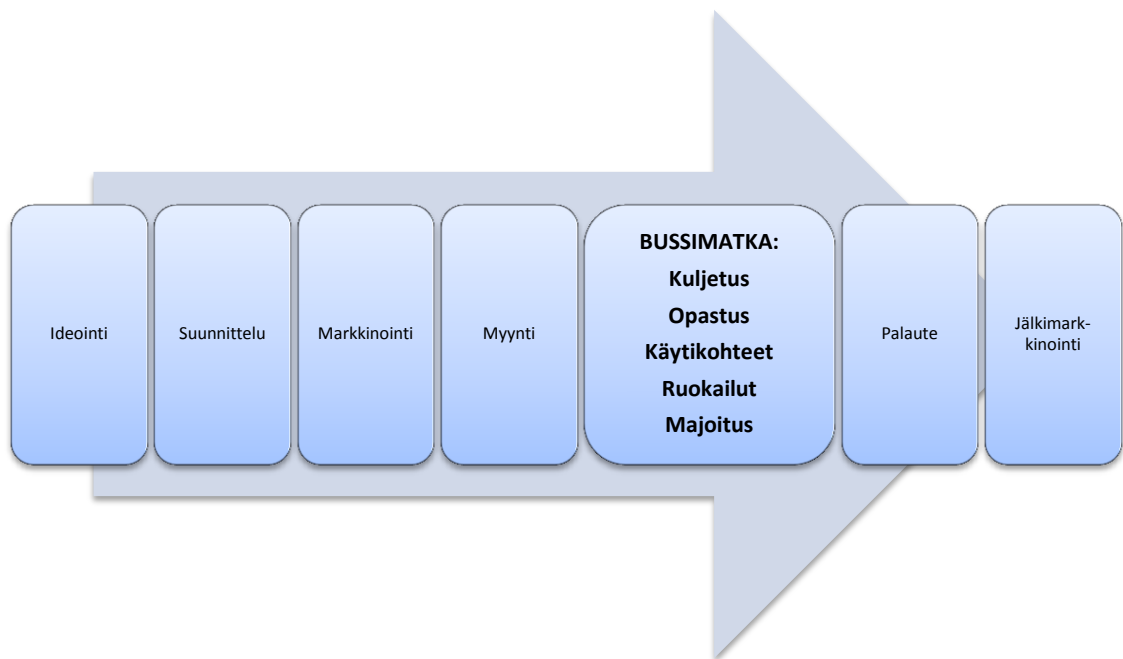 Ideointi
Suunnittelu
Markkinointi
Myynti
BUSSIMATKA:
Kuljetus
Opastus
Käytikohteet
Ruokailut
Majoitus
Palaute
Jälkimark-
kinointi